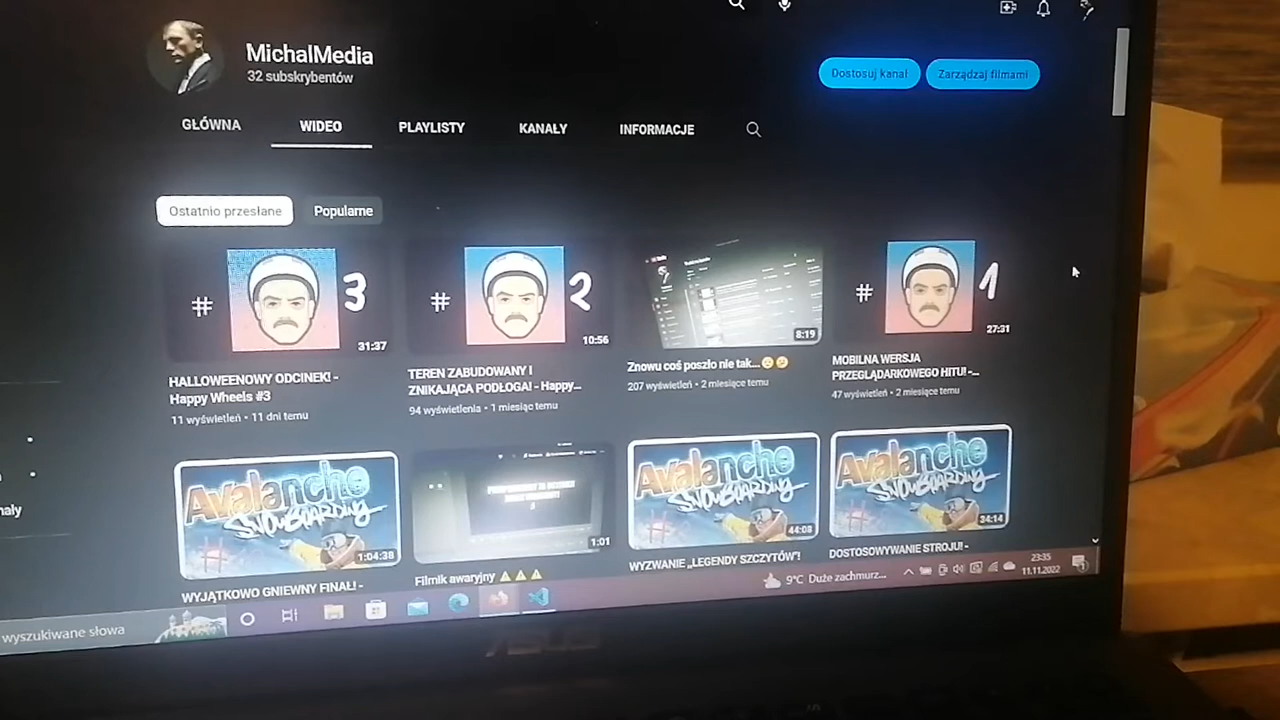 MichalMedia
32 subskrybentów
Dostosuj kanał
Zarządzaj filmami
GŁÓWNA
WIDEO
PLAYLISTY
KANAŁY
INFORMACJE
Ostatnio przesłane
Popularne
# 3
31:37
# 2
10:56
8:19
# 1
27:31
HALLOWEENOWY ODCINEK! -
Happy Wheels #3
11 wyświetleń • 11 dni temu
TEREN ZABUDOWANY I
ZNIKAJĄCA PODŁOGA! - Happy...
94 wyświetlenia • 1 miesiąc temu
Znowu coś poszło nie tak...
207 wyświetleń • 2 miesiące temu
MOBILNA WERSJA
PRZEGLĄDARKOWEGO HITU! -...
47 wyświetleń • 2 miesiące temu
Avalanche
SNOWBOARDING
#
1:04:38
1:01
Avalanche
SNOWBOARDING
#
44:08
Avalanche
SNOWBOARDING
#
34:14
WYJĄTKOWO GNIEWNY FINAŁ! -
Filmik awaryjny
WYZWANIE „LEGENDY SZCZYTÓW"!
DOSTOSOWYWANIE STROJU! -
wyszukiwane słowa
9°C Duże zachmurz...
23:35
11.11.2022
ASUS